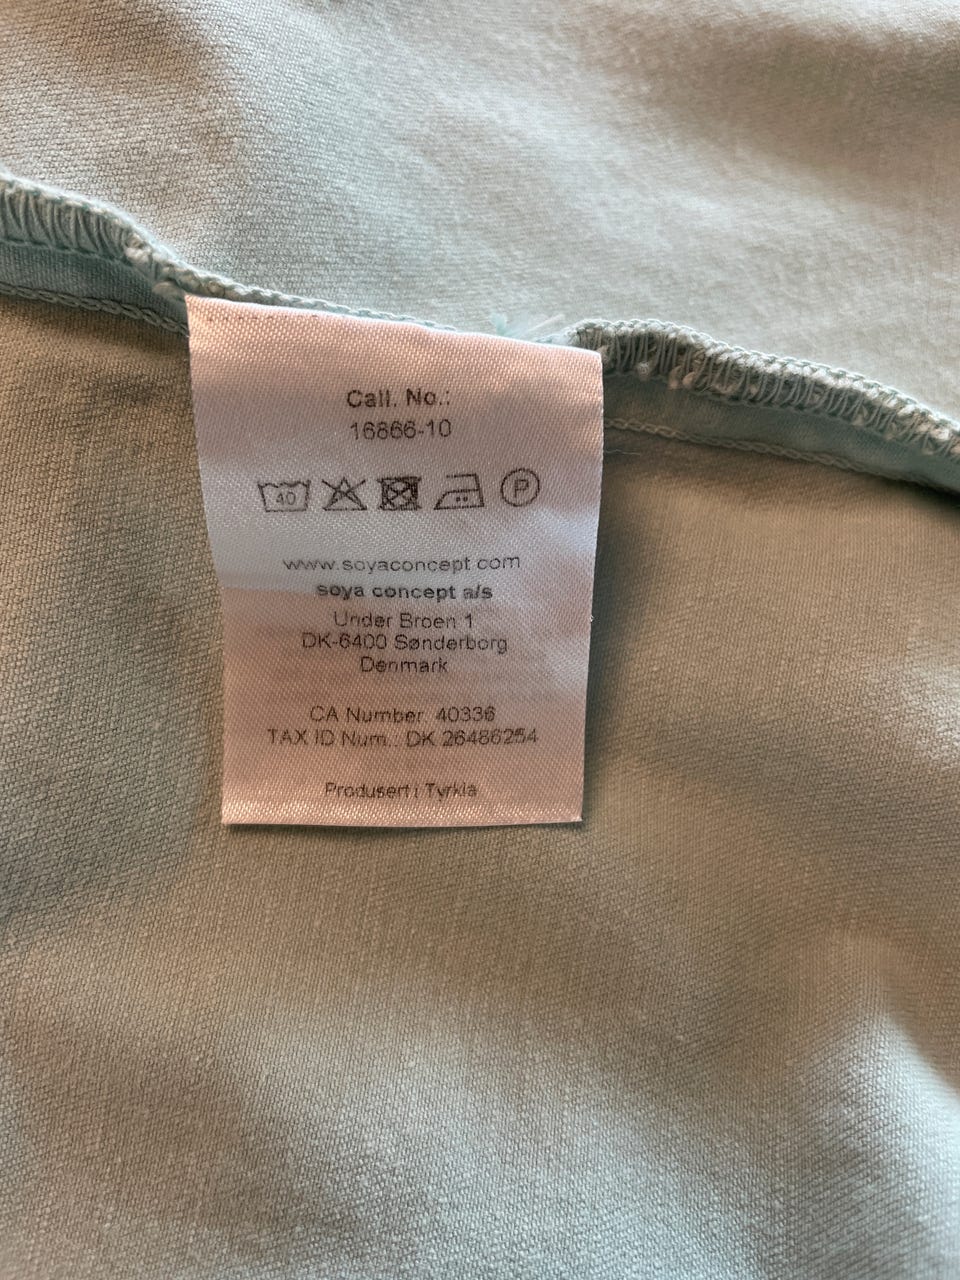 Call. No.:
16866-10
40 P
www.soyaconcept.com
soya concept a/s
Under Broen 1
DK-6400 Sønderborg
Denmark
CA Number: 40336
TAX ID Num.: DK 26486254
Produsert i Tyrkia